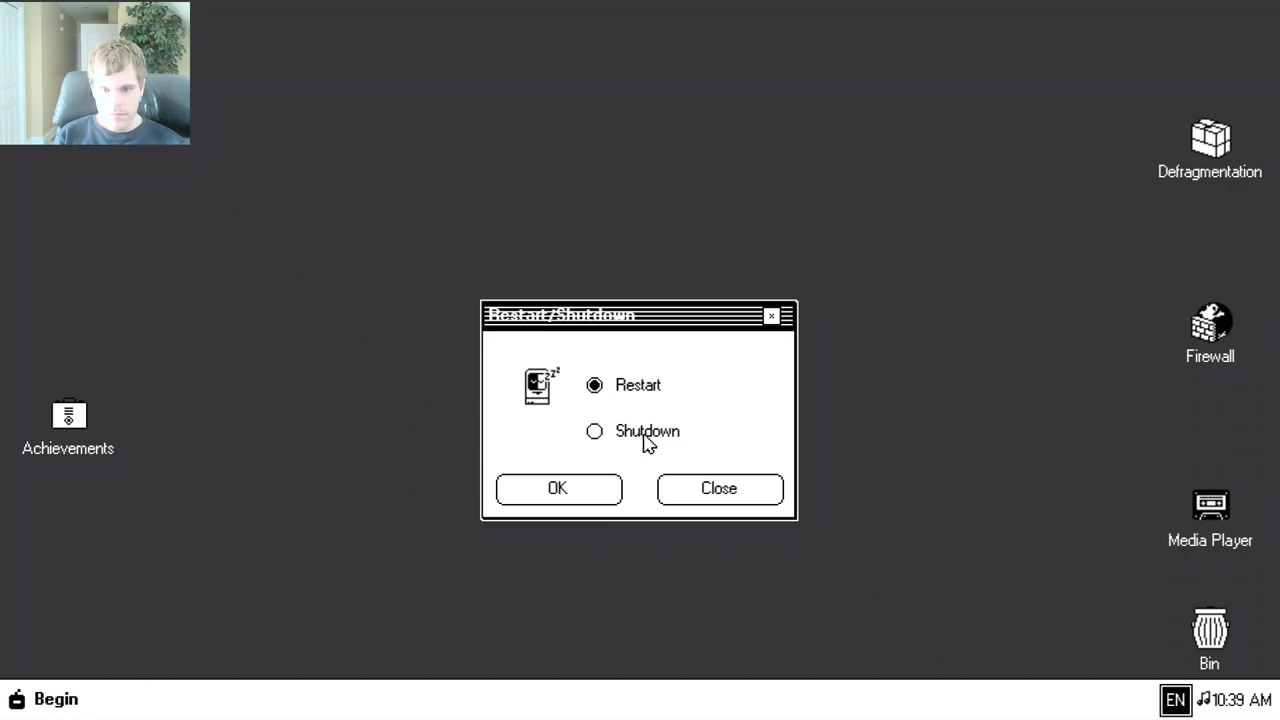 Defragmentation
Restart/Shutdown
Restart
Firewall
Shutdown
Achievements
OK
Close
Media Player
Bin
Begin
EN 10:39 AM